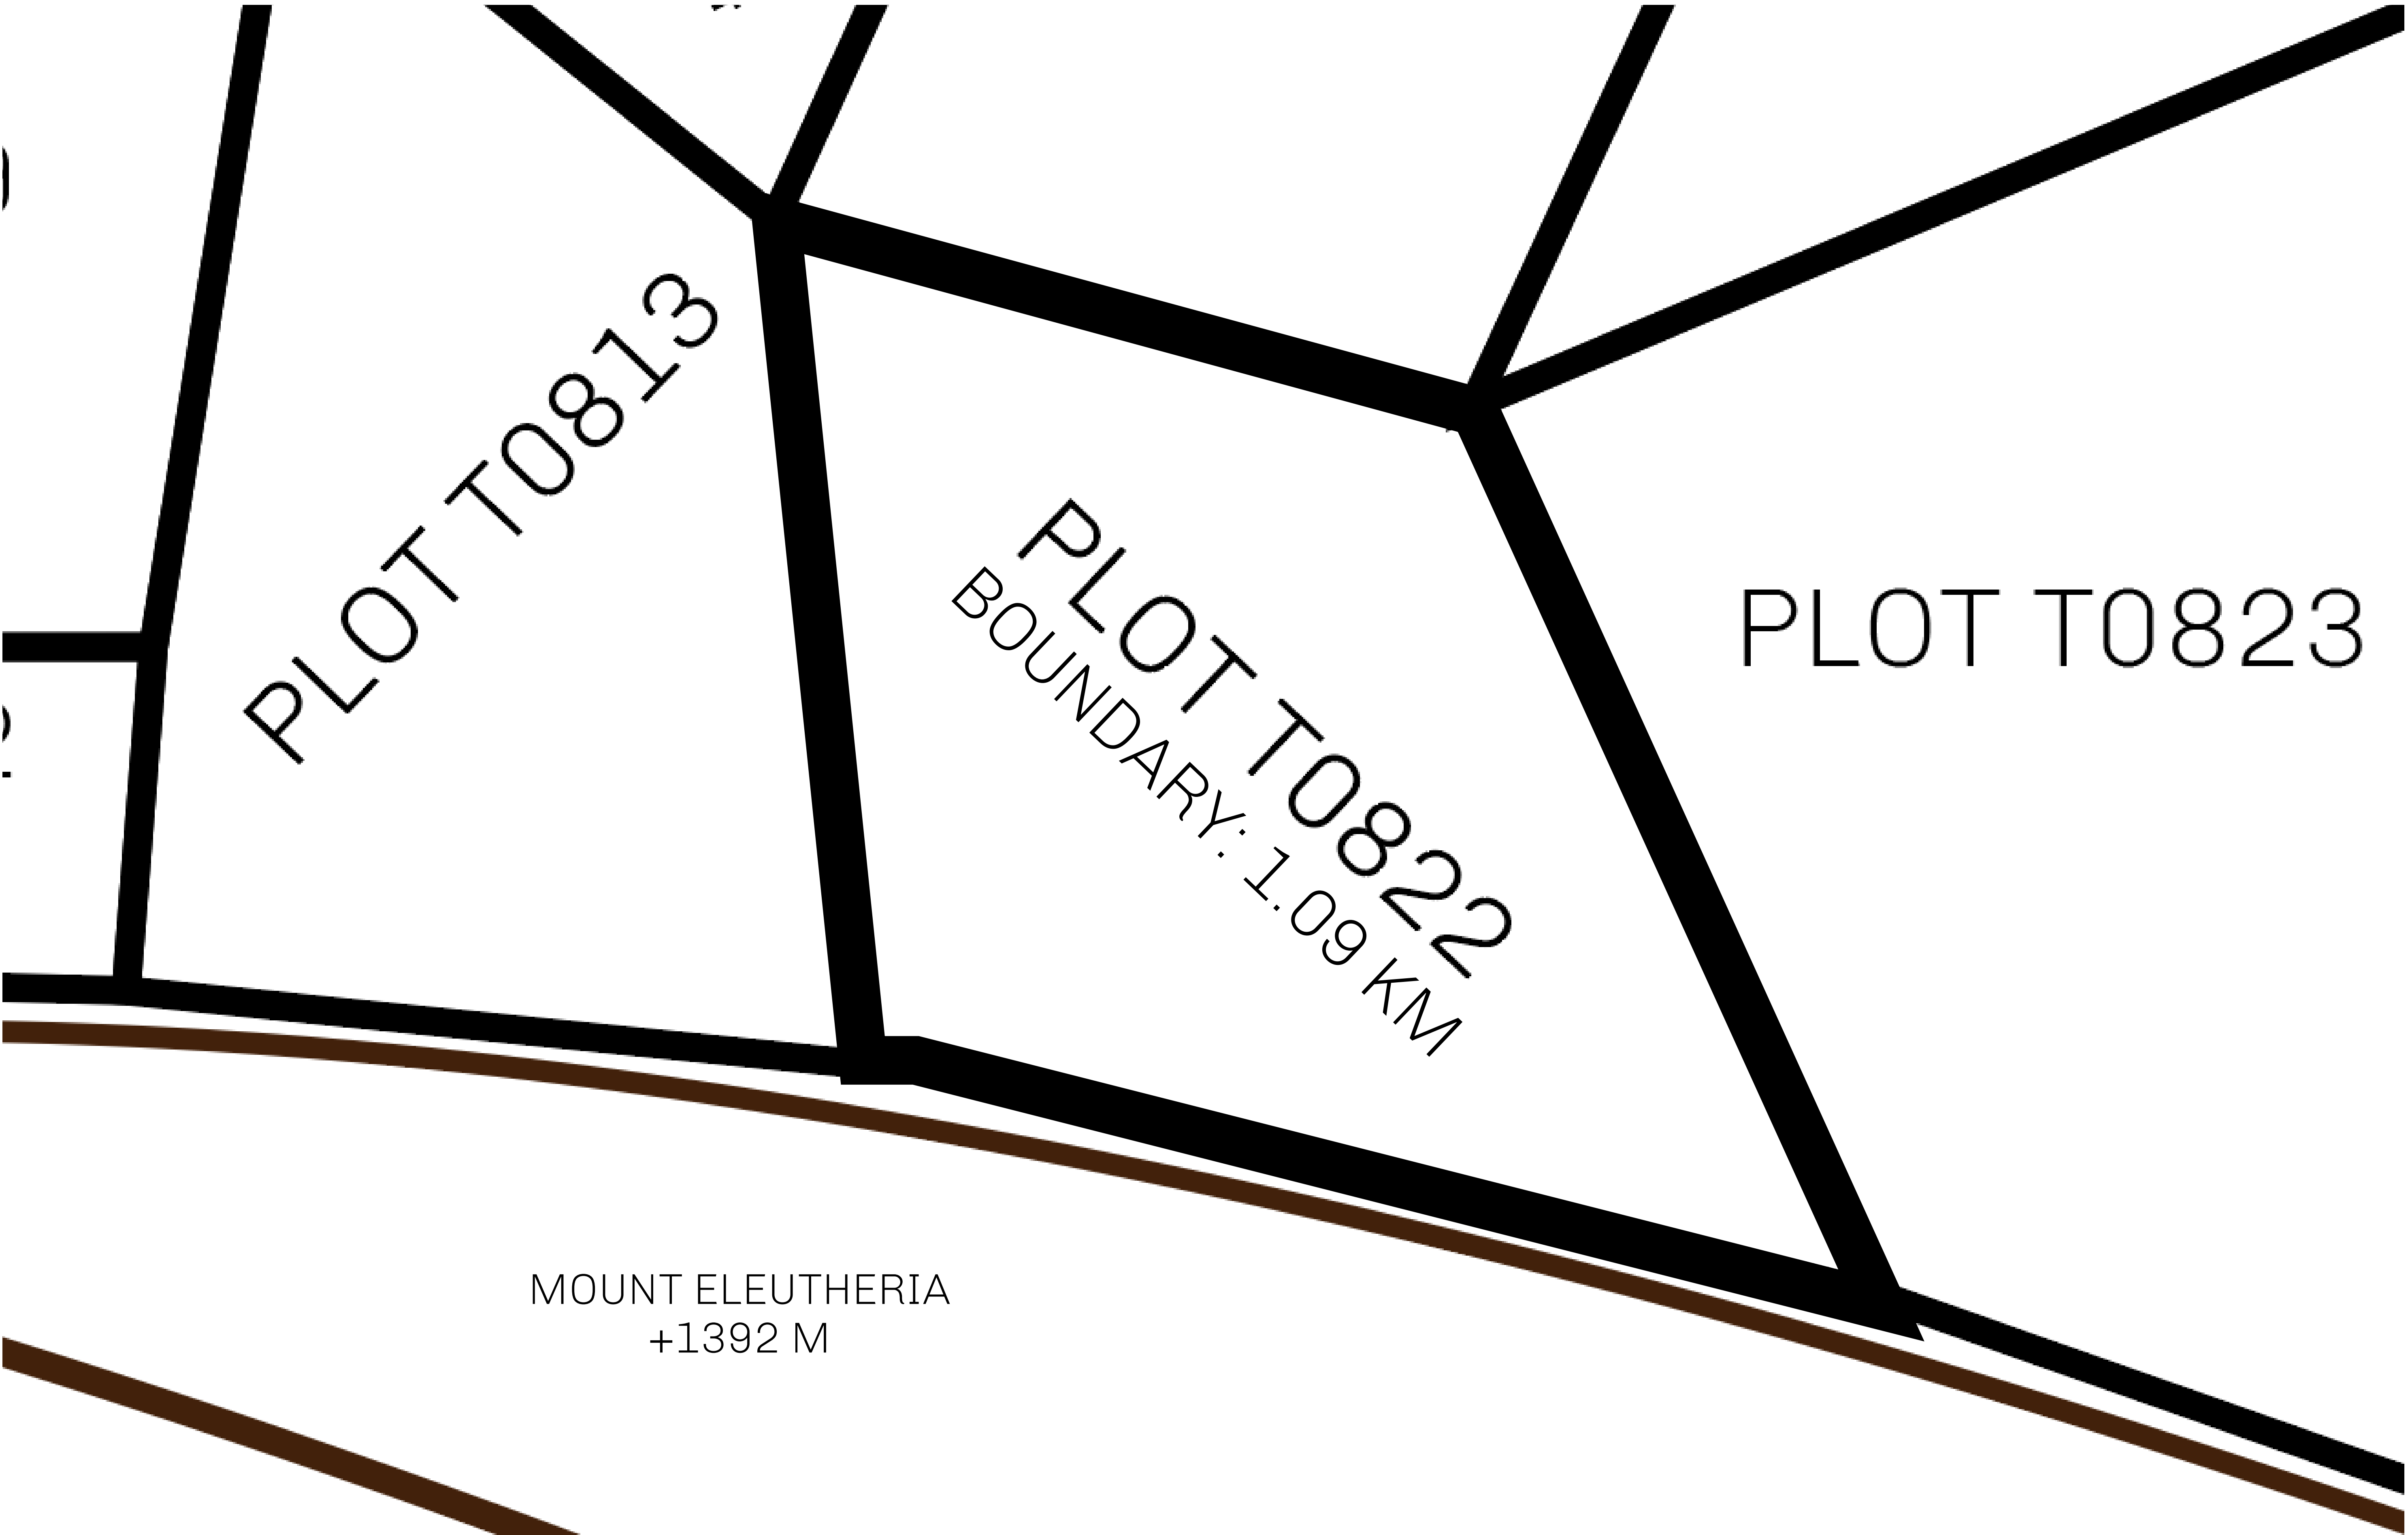 PLOT T0813
PLOT T0822
BOUNDARY: 1.09 KM
PLOT T0823
MOUNT ELEUTHERIA
+1392 M